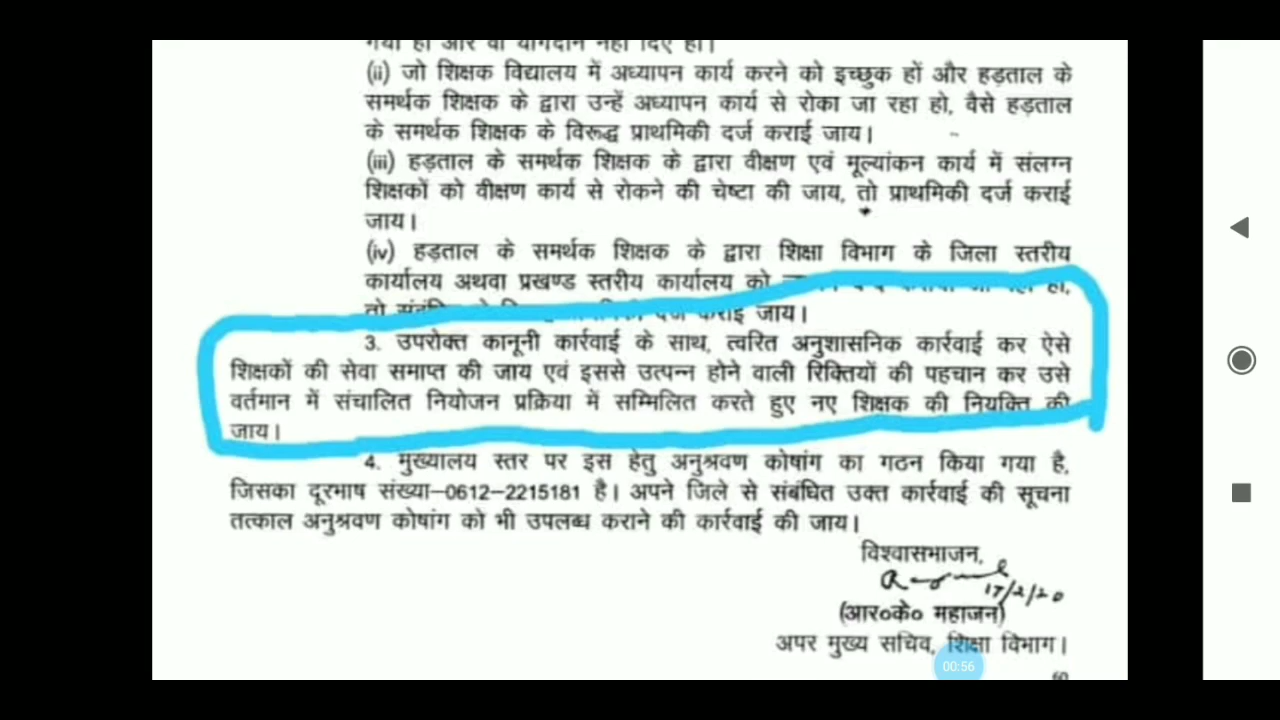 (ii) जो शिक्षक विद्यालय में अध्यापन कार्य करने को इच्छुक हों और हड़ताल के
समर्थक शिक्षक के द्वारा उन्हें अध्यापन कार्य से रोका जा रहा हो, वैसे हड़ताल
के समर्थक शिक्षक के विरूद्ध प्राथमिकी दर्ज कराई जाय।
(iii) हड़ताल के समर्थक शिक्षक के द्वारा वीक्षण एवं मूल्यांकन कार्य में संलग्न
शिक्षकों को वीक्षण कार्य से रोकने की चेष्टा की जाय, तो प्राथमिकी दर्ज कराई
जाय।
(iv) हड़ताल के समर्थक शिक्षक के द्वारा शिक्षा विभाग के जिला स्तरीय
कार्यालय अथवा प्रखण्ड स्तरीय कार्यालय को
तो दर्ज कराई जाय।
3. उपरोक्त कानूनी कार्रवाई के साथ, त्वरित अनुशासनिक कार्रवाई कर ऐसे
शिक्षकों की सेवा समाप्त की जाय एवं इससे उत्पन्न होने वाली रिक्तियों की पहचान कर उसे
वर्तमान में संचालित नियोजन प्रक्रिया में सम्मिलित करते हुए नए शिक्षक की नियुक्ति की
जाय।
4. मुख्यालय स्तर पर इस हेतु अनुश्रवण कोषांग का गठन किया गया है,
जिसका दूरभाष संख्या–0612–2215181 है। अपने जिले से संबंधित उक्त कार्रवाई की सूचना
तत्काल अनुश्रवण कोषांग को भी उपलब्ध कराने की कार्रवाई की जाय।
विश्वासभाजन,
17/2/20
(आर०के० महाजन)
अपर मुख्य सचिव, शिक्षा विभाग।
00:56